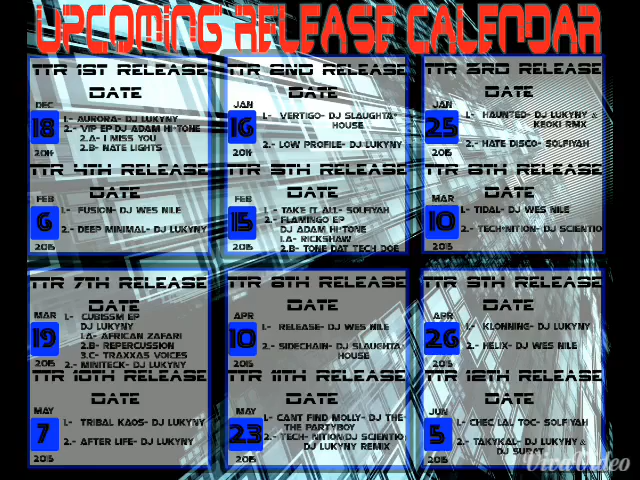 UPCOMING RELEASE CALENDAR
TTR 1ST RELEASE DATE
DEC 18 2014
1.- AURORA- DJ LUKYNY
2.- VIP EP DJ ADAM HI-TONE
2.A- I MISS YOU
2.B- NATE LIGHTS
TTR 2ND RELEASE DATE
JAN 16
1.- VERTIGO- DJ SLAUGHTA-HOUSE
2.- LOW PROFILE- DJ LUKYNY
TTR 3RD RELEASE DATE
JAN 25 2015
1.- HAUNTED- DJ LUKYNY & KEOKI RMX
2.- HATE DISCO- SOLFIYAH
TTR 4TH RELEASE DATE
FEB 6 2015
1.- FUSION- DJ WES NILE
2.- DEEP MINIMAL- DJ LUKYNY
TTR 5TH RELEASE DATE
FEB 15 2015
1.- TAKE IT ALL- SOLFIYAH
2.- FLAMINGO EP
DJ ADAM HI-TONE
1.A- RICKSHAW
2.B- TONE DAT TECH DOE
TTR 6TH RELEASE DATE
MAR 10 2015
1.- TIDAL- DJ WES NILE
2.- TECH-NITION- DJ SCIENTIO
TTR 7TH RELEASE DATE
MAR 19 2015
1.- CUBISSM EP
DJ LUKYNY
1.A- AFRICAN ZAFARI
2.B- REPERCUSSION
3.C- TRAXXAS VOICES
2.- MINITECK- DJ LUKYNY
TTR 8TH RELEASE DATE
APR 10 2015
1.- RELEASE- DJ WES NILE
2.- SIDECHAIN- DJ SLAUGHTA-HOUSE
TTR 9TH RELEASE DATE
APR 26 2015
1.- KLONNING- DJ LUKYNY
2.- HELIX- DJ WES NILE
TTR 10TH RELEASE DATE
MAY 7 2015
1.- TRIBAL KAOS- DJ LUKYNY
2.- AFTER LIFE- DJ LUKYNY
TTR 11TH RELEASE DATE
MAY 23 2015
1.- CANT FIND MOLLY- DJ THE-THE PARTYBOY
2.- TECH- NITION/DJ SCIENTIO
DJ LUKYNY REMIX
TTR 12TH RELEASE DATE
JUN 5 2015
1.- CHEC LAL TOC- SOLFIYAH
2.- TAKYKAL- DJ LUKYNY &
VivaVideo